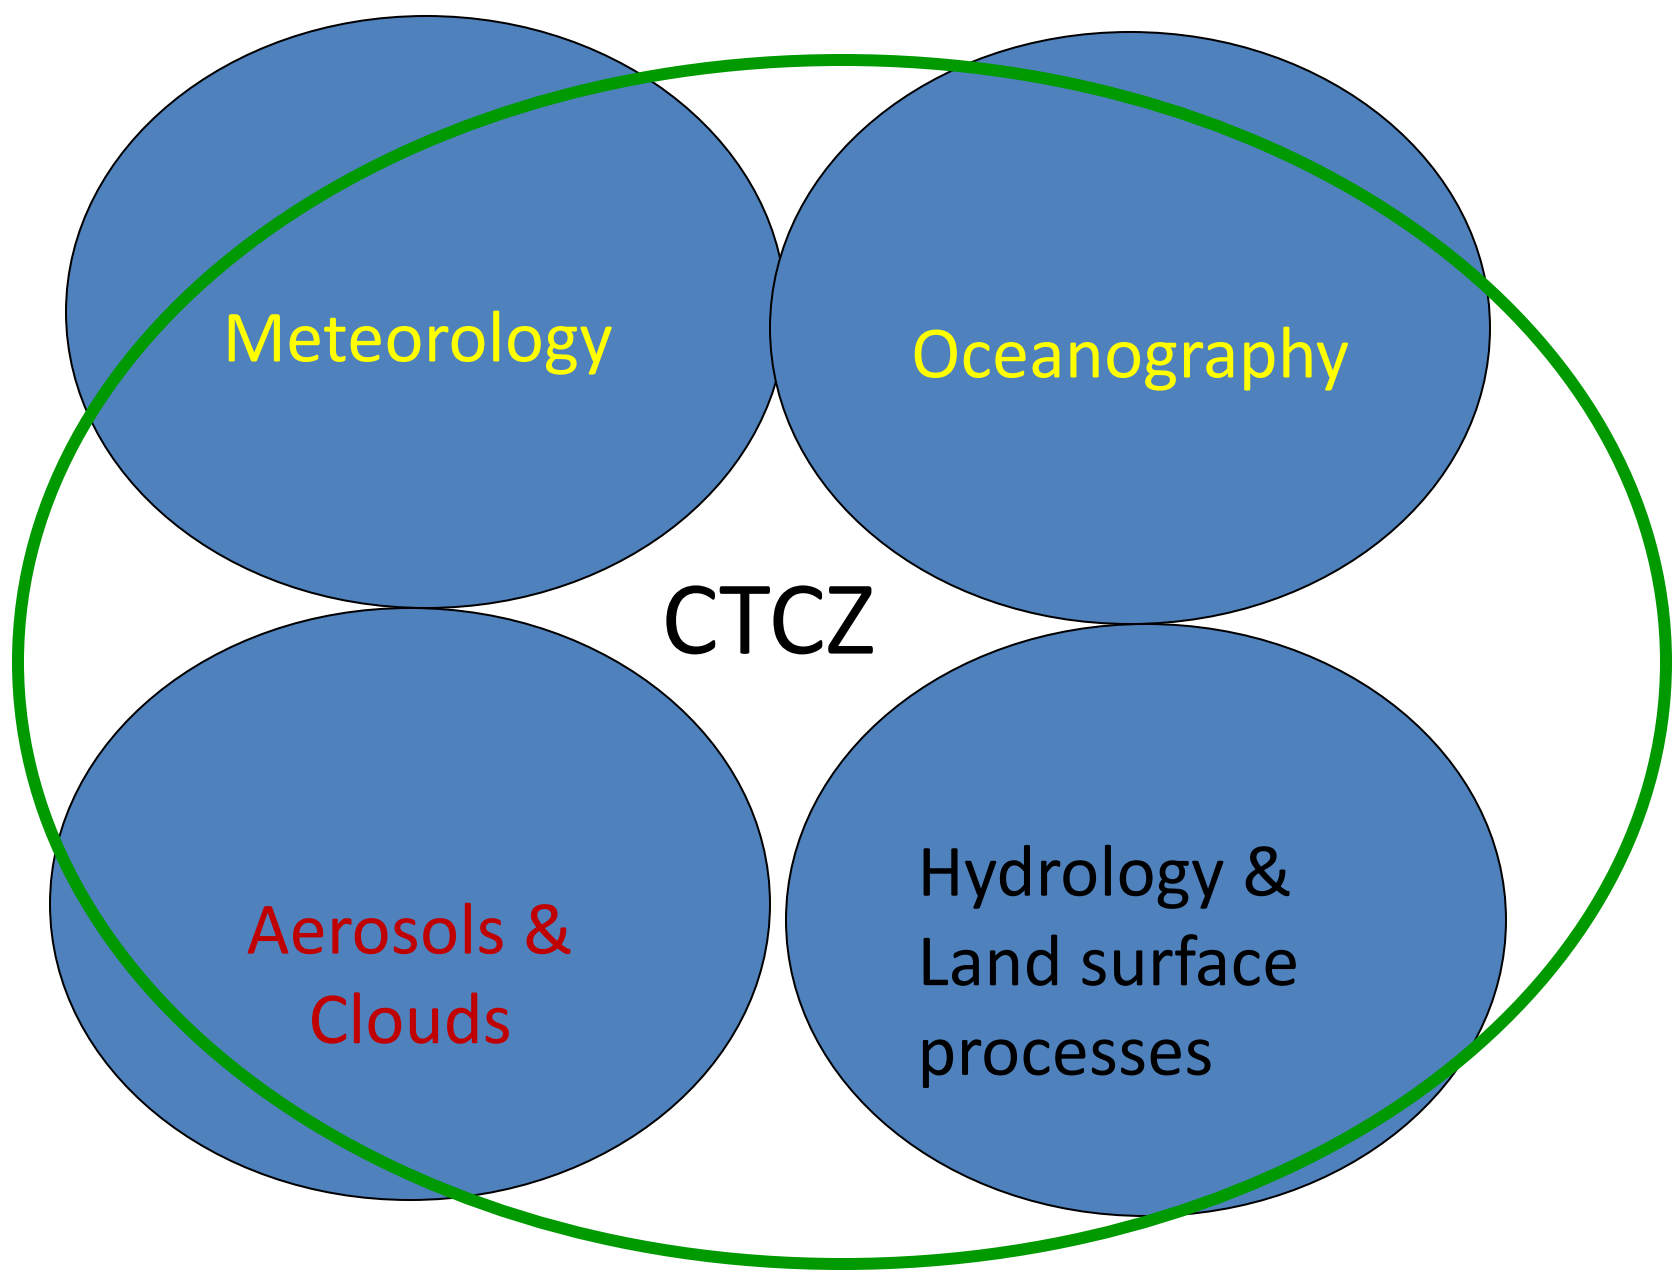 Meteorology
Oceanography
CTCZ
Aerosols &
Clouds
Hydrology &
Land surface
processes